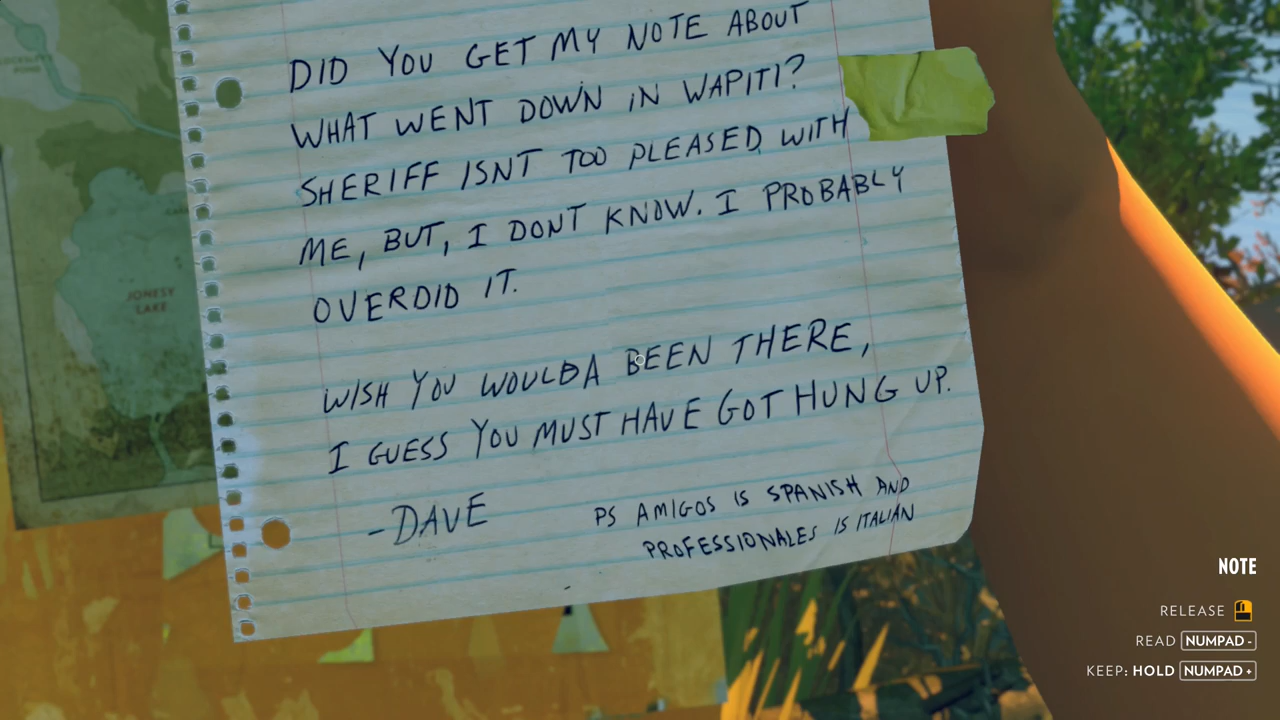 DID YOU GET MY NOTE ABOUT
WHAT WENT DOWN IN WAPITI?
SHERIFF ISNT TOO PLEASED WITH
ME, BUT, I DONT KNOW. I PROBABLY
OVERDID IT.
WISH YOU WOULDA BEEN THERE,
I GUESS YOU MUST HAVE GOT HUNG UP.
-DAVE
PS AMIGOS IS SPANISH AND
PROFESSIONALES IS ITALIAN
JONESY
LAKE
NOTE
RELEASE
READ NUMPAD -
KEEP: HOLD NUMPAD +